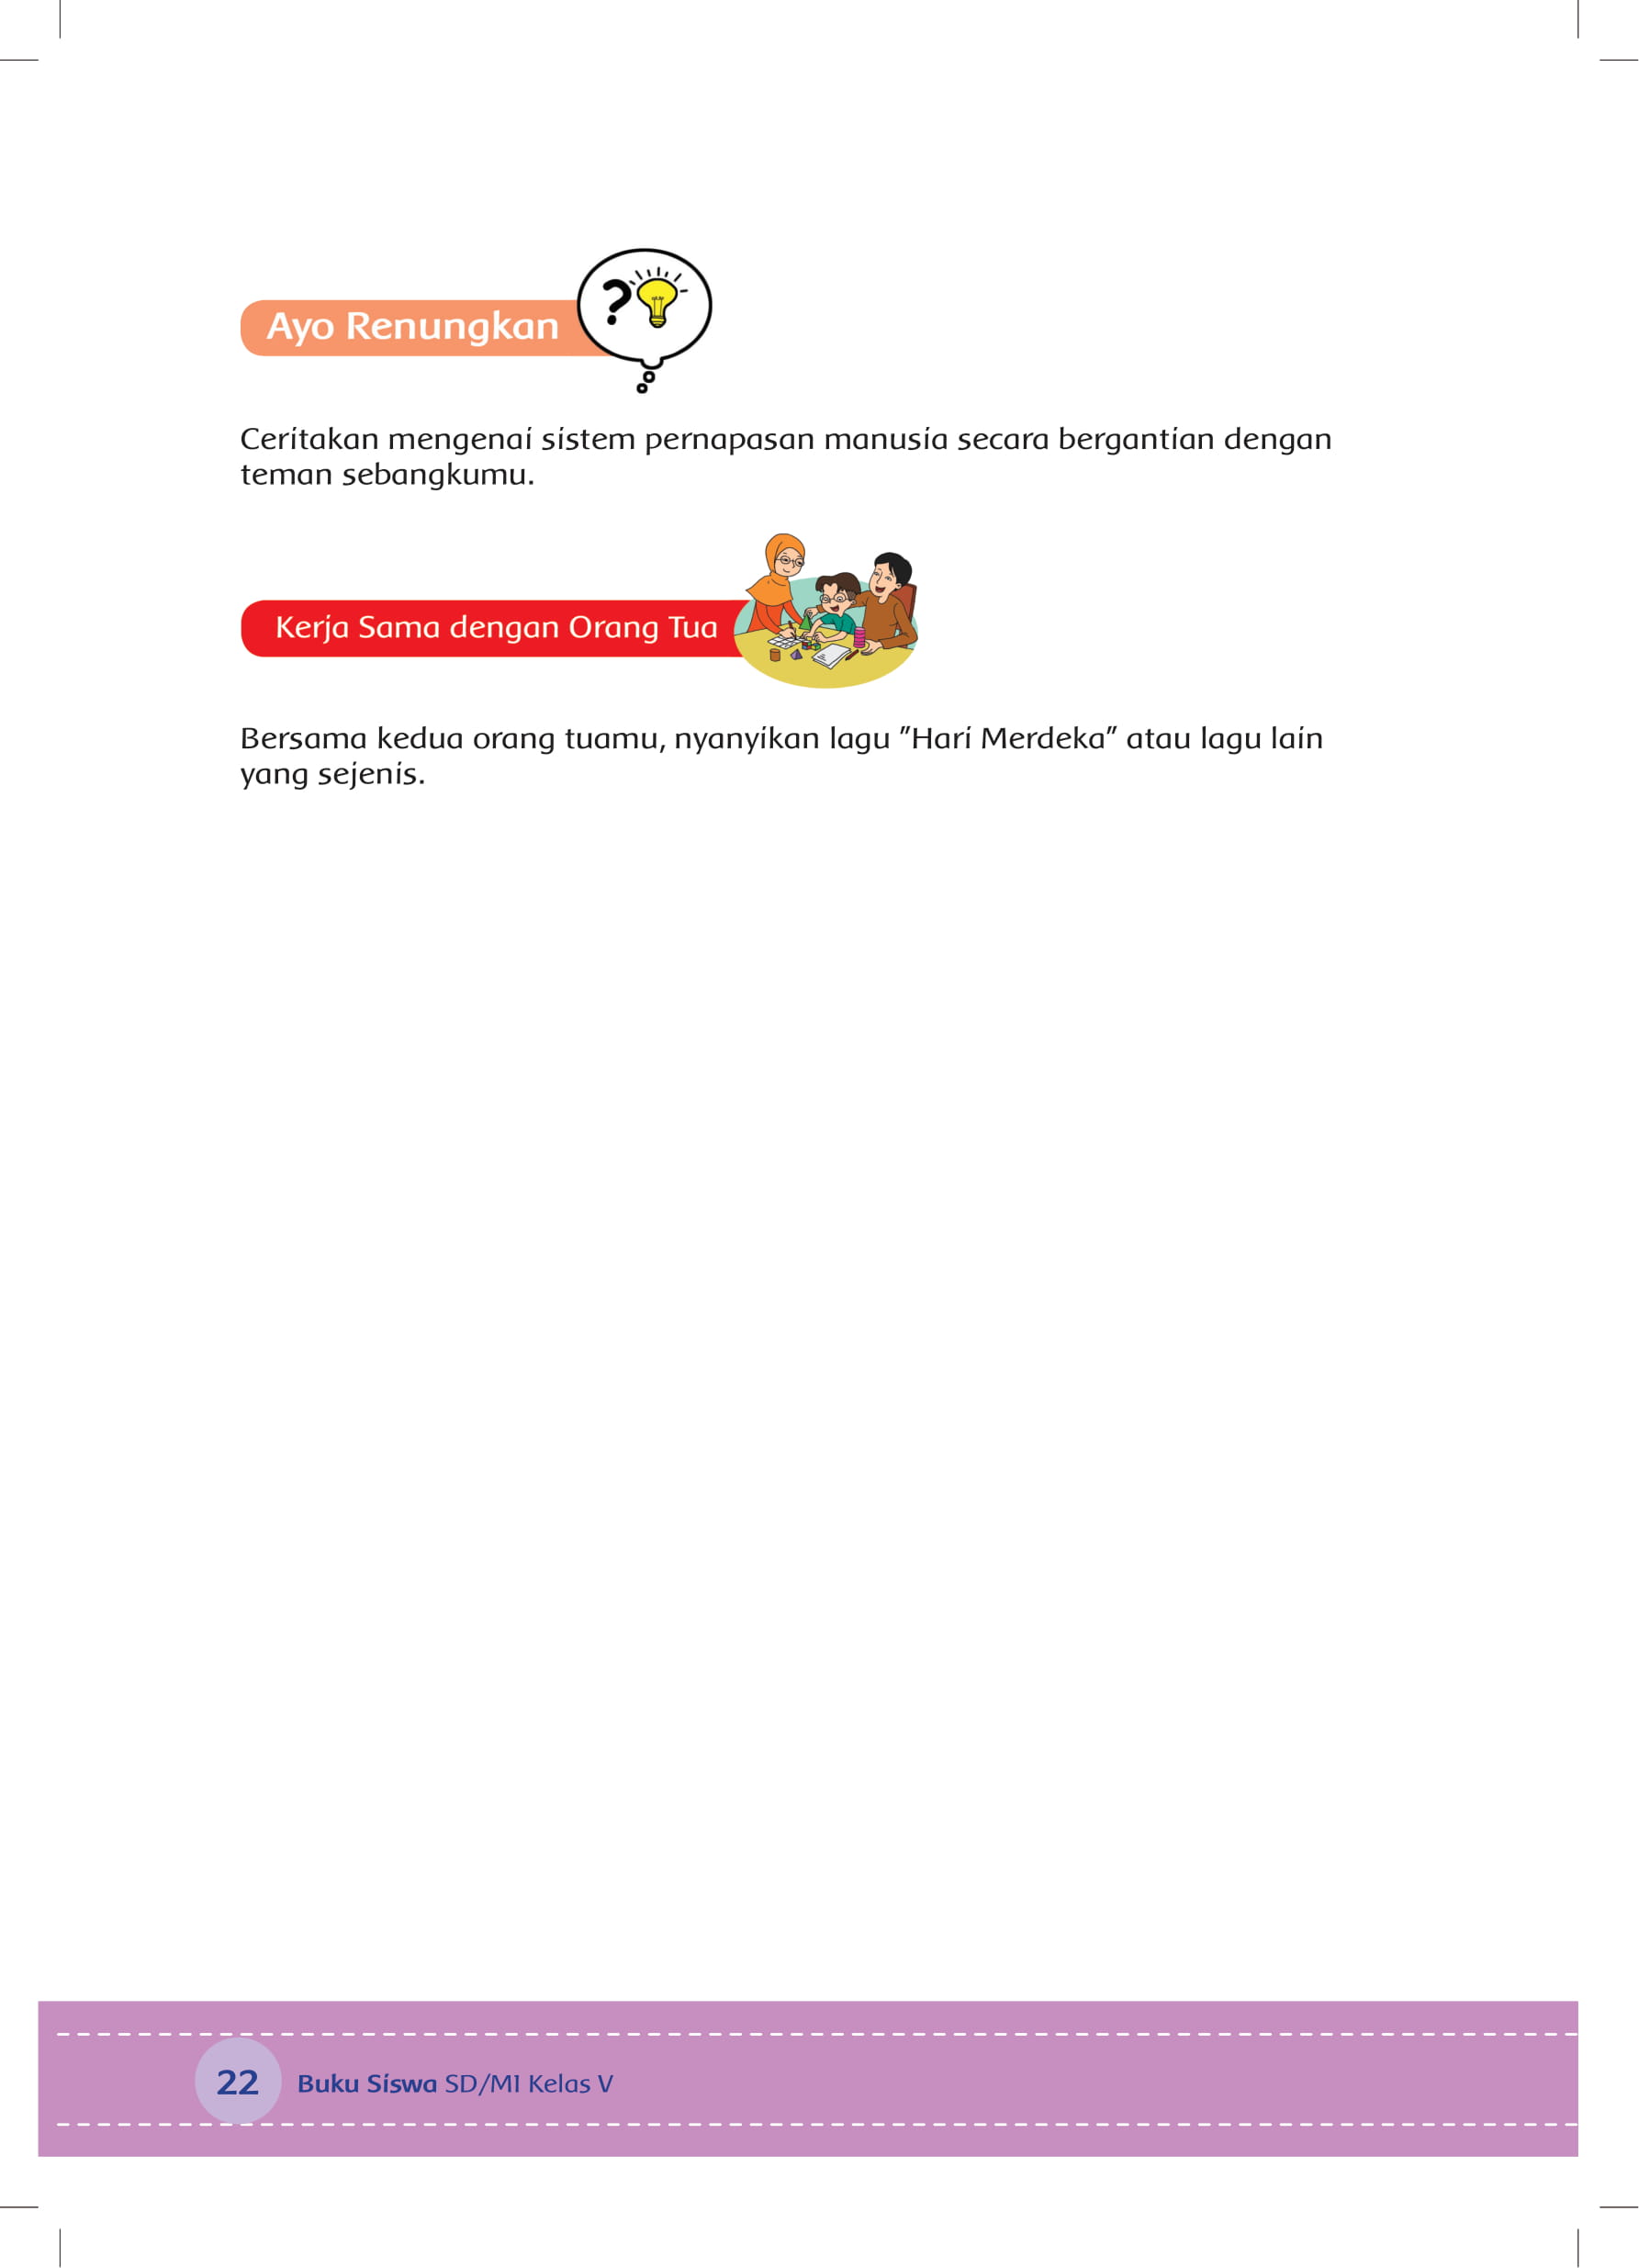 Ayo Renungkan
?
Ceritakan mengenai sistem pernapasan manusia secara bergantian dengan
teman sebangkumu.
Kerja Sama dengan Orang Tua
Bersama kedua orang tuamu, nyanyikan lagu "Hari Merdeka" atau lagu lain
yang sejenis.
22 Buku Siswa SD/MI Kelas V